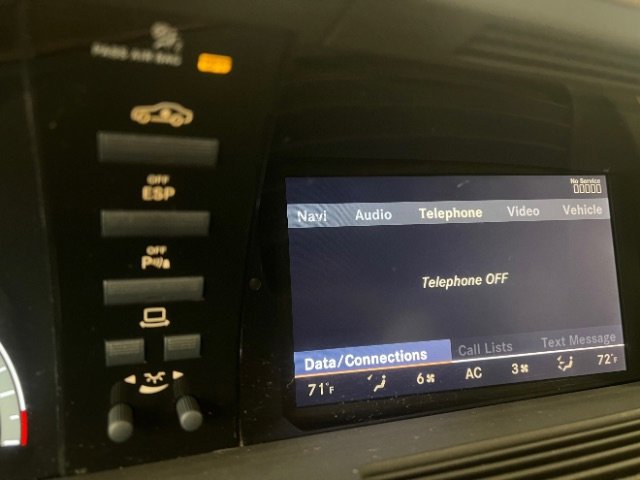 PASS AIR BAG
OFF
ESP
OFF
P
No Service
Navi Audio Telephone Video Vehicle
Telephone OFF
Data/Connections Call Lists Text Message
71°F 6 AC 3 72°F